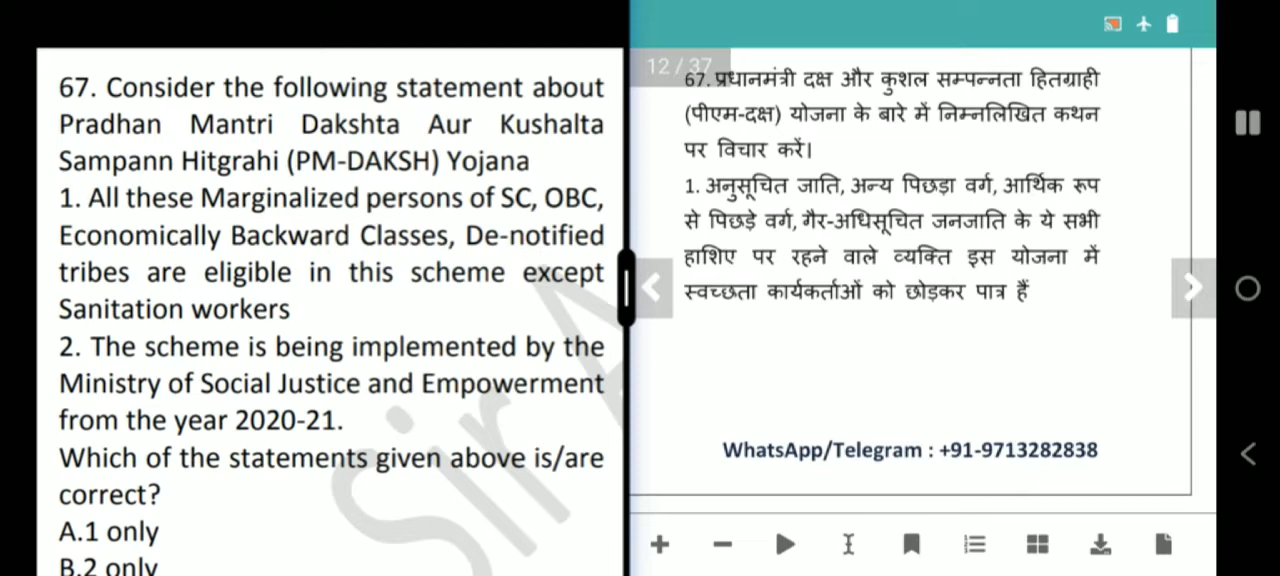 67. Consider the following statement about
Pradhan Mantri Dakshta Aur Kushalta
Sampann Hitgrahi (PM-DAKSH) Yojana
1. All these Marginalized persons of SC, OBC,
Economically Backward Classes, De-notified
tribes are eligible in this scheme except
Sanitation workers
2. The scheme is being implemented by the
Ministry of Social Justice and Empowerment
from the year 2020-21.
Which of the statements given above is/are
correct?
A.1 only
B.2 only
Sir A
12 / 37
67. प्रधानमंत्री दक्ष और कुशल सम्पन्नता हितग्राही
(पीएम-दक्ष) योजना के बारे में निम्नलिखित कथन
पर विचार करें।
1. अनुसूचित जाति, अन्य पिछड़ा वर्ग, आर्थिक रूप
से पिछड़े वर्ग, गैर-अधिसूचित जनजाति के ये सभी
हाशिए पर रहने वाले व्यक्ति इस योजना में
स्वच्छता कार्यकर्ताओं को छोड़कर पात्र हैं
WhatsApp/Telegram : +91-9713282838